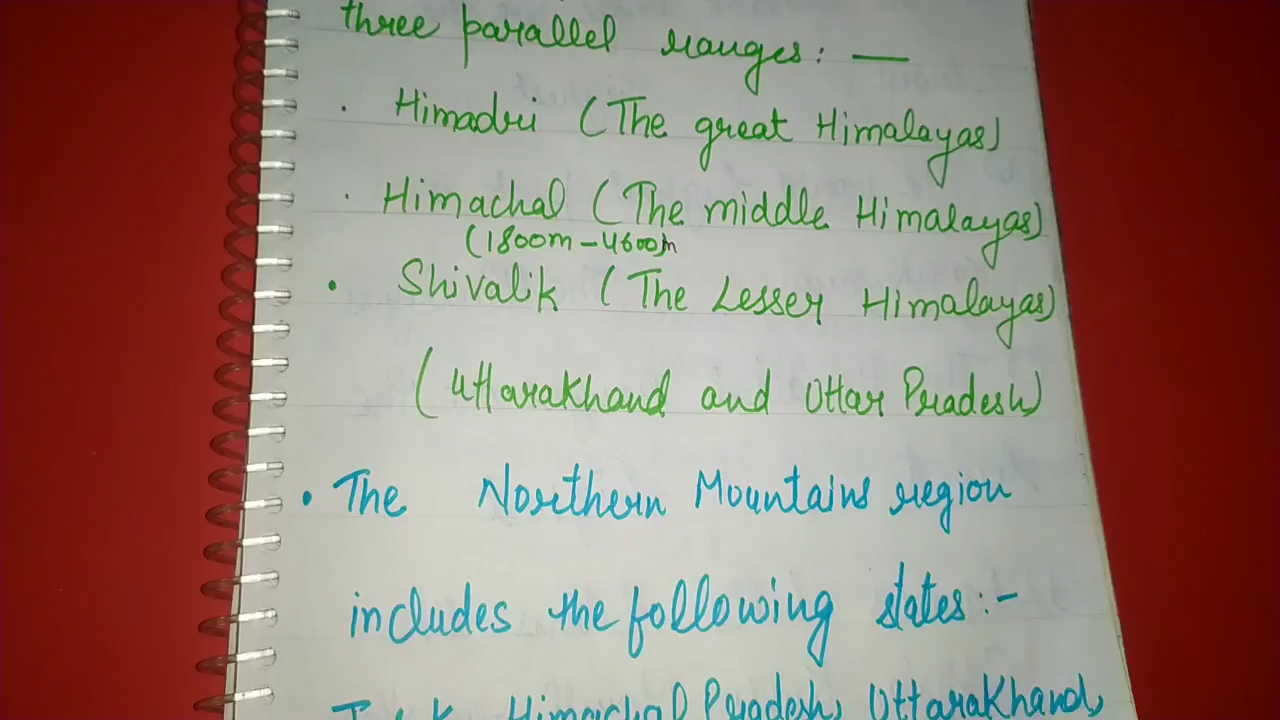 three parallel ranges: —
· Himadri (The great Himalayas)
· Himachal (The middle Himalayas)
(1800m-4600)m
• Shivalik (The Lesser Himalayas)
(Uttarakhand and Uttar Pradesh)
• The Northern Mountains region
includes the following states:-
J & K, Himachal Pradesh, Uttarakhand,